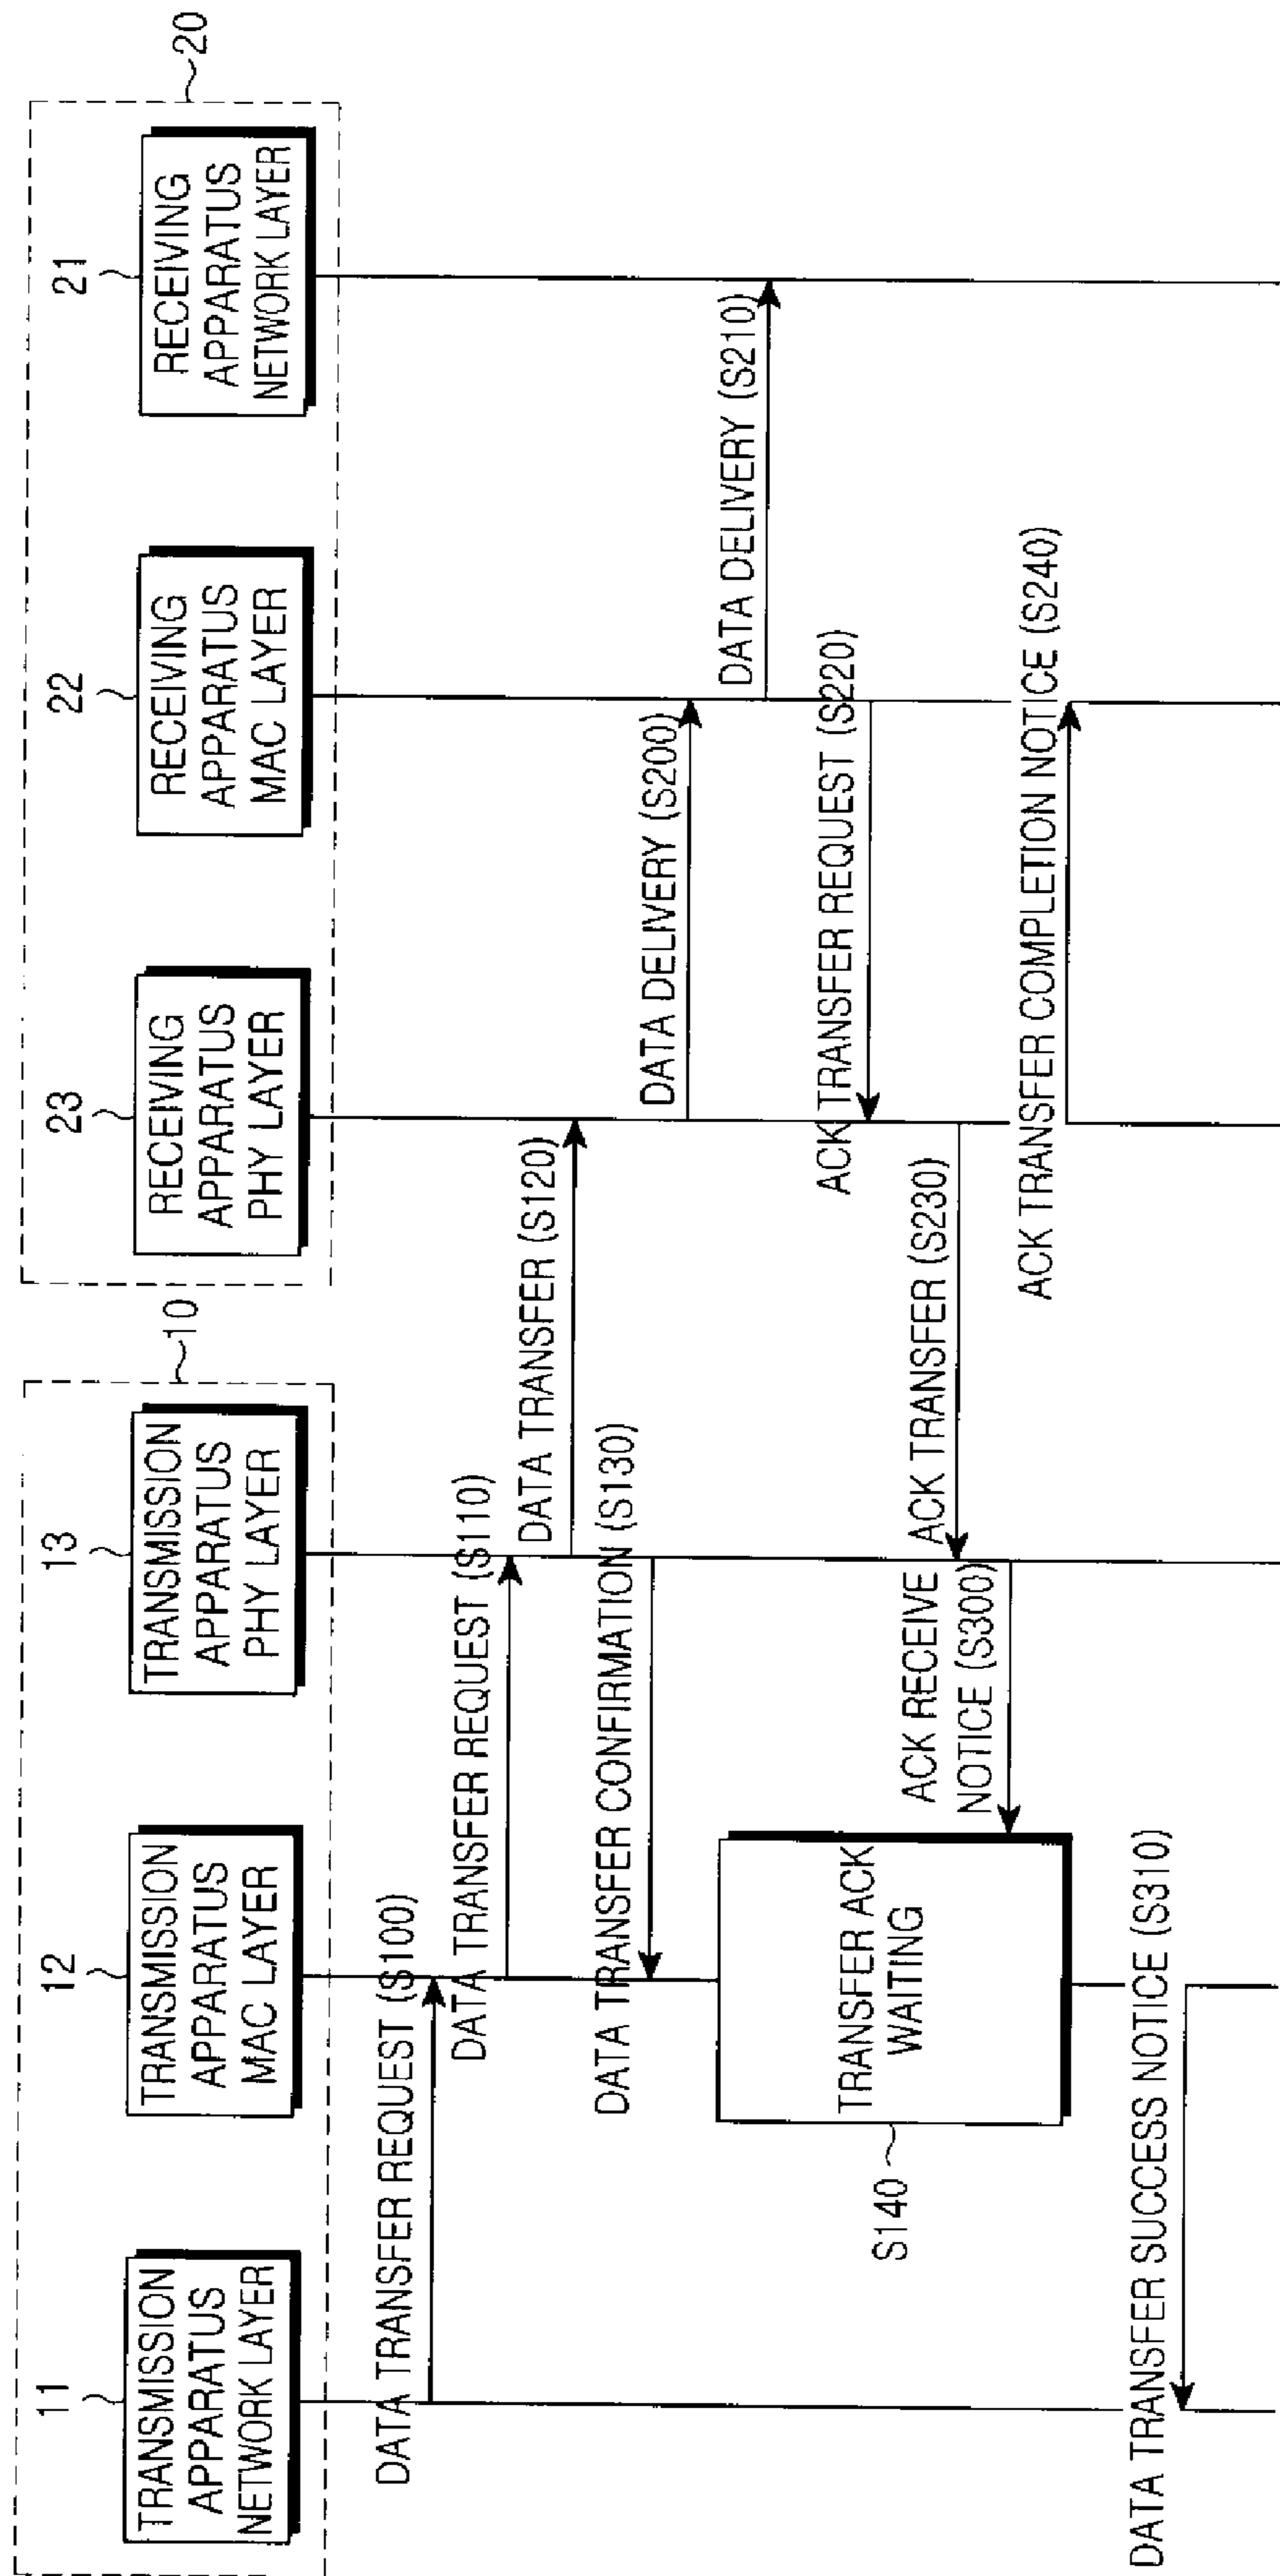 10
20
11
12
13
23
22
21
TRANSMISSION
APPARATUS
NETWORK LAYER
TRANSMISSION
APPARATUS
MAC LAYER
TRANSMISSION
APPARATUS
PHY LAYER
RECEIVING
APPARATUS
PHY LAYER
RECEIVING
APPARATUS
MAC LAYER
RECEIVING
APPARATUS
NETWORK LAYER
DATA TRANSFER REQUEST (S100)
DATA TRANSFER REQUEST (S110)
DATA TRANSFER (S120)
DATA TRANSFER CONFIRMATION (S130)
DATA DELIVERY (S200)
DATA DELIVERY (S210)
ACK TRANSFER REQUEST (S220)
S140
TRANSFER ACK
WAITING
ACK TRANSFER (S230)
ACK RECEIVE
NOTICE (S300)
ACK TRANSFER COMPLETION NOTICE (S240)
DATA TRANSFER SUCCESS NOTICE (S310)